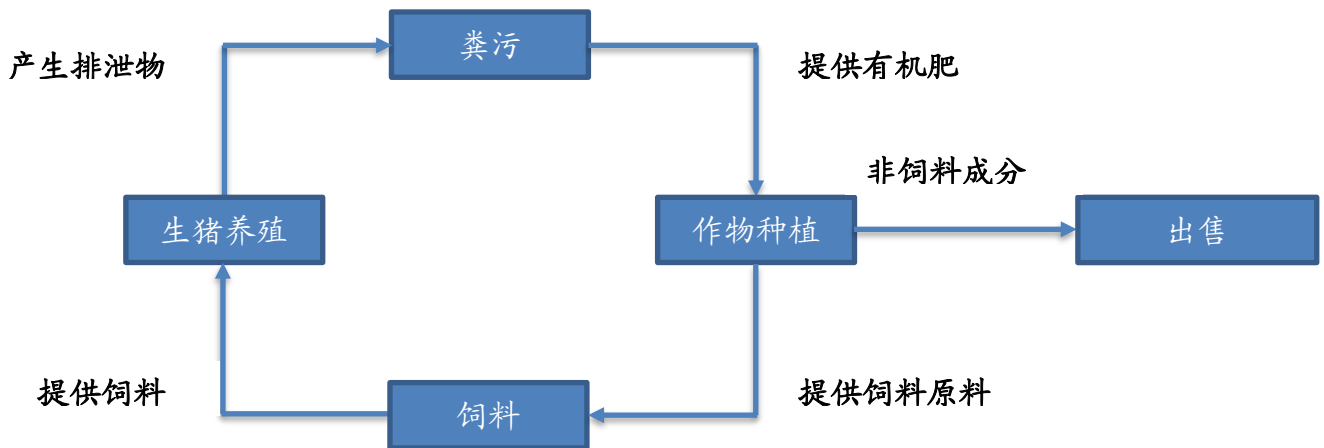 粪污
产生排泄物
提供有机肥
非饲料成分
生猪养殖
作物种植
出售
提供饲料
提供饲料原料
饲料